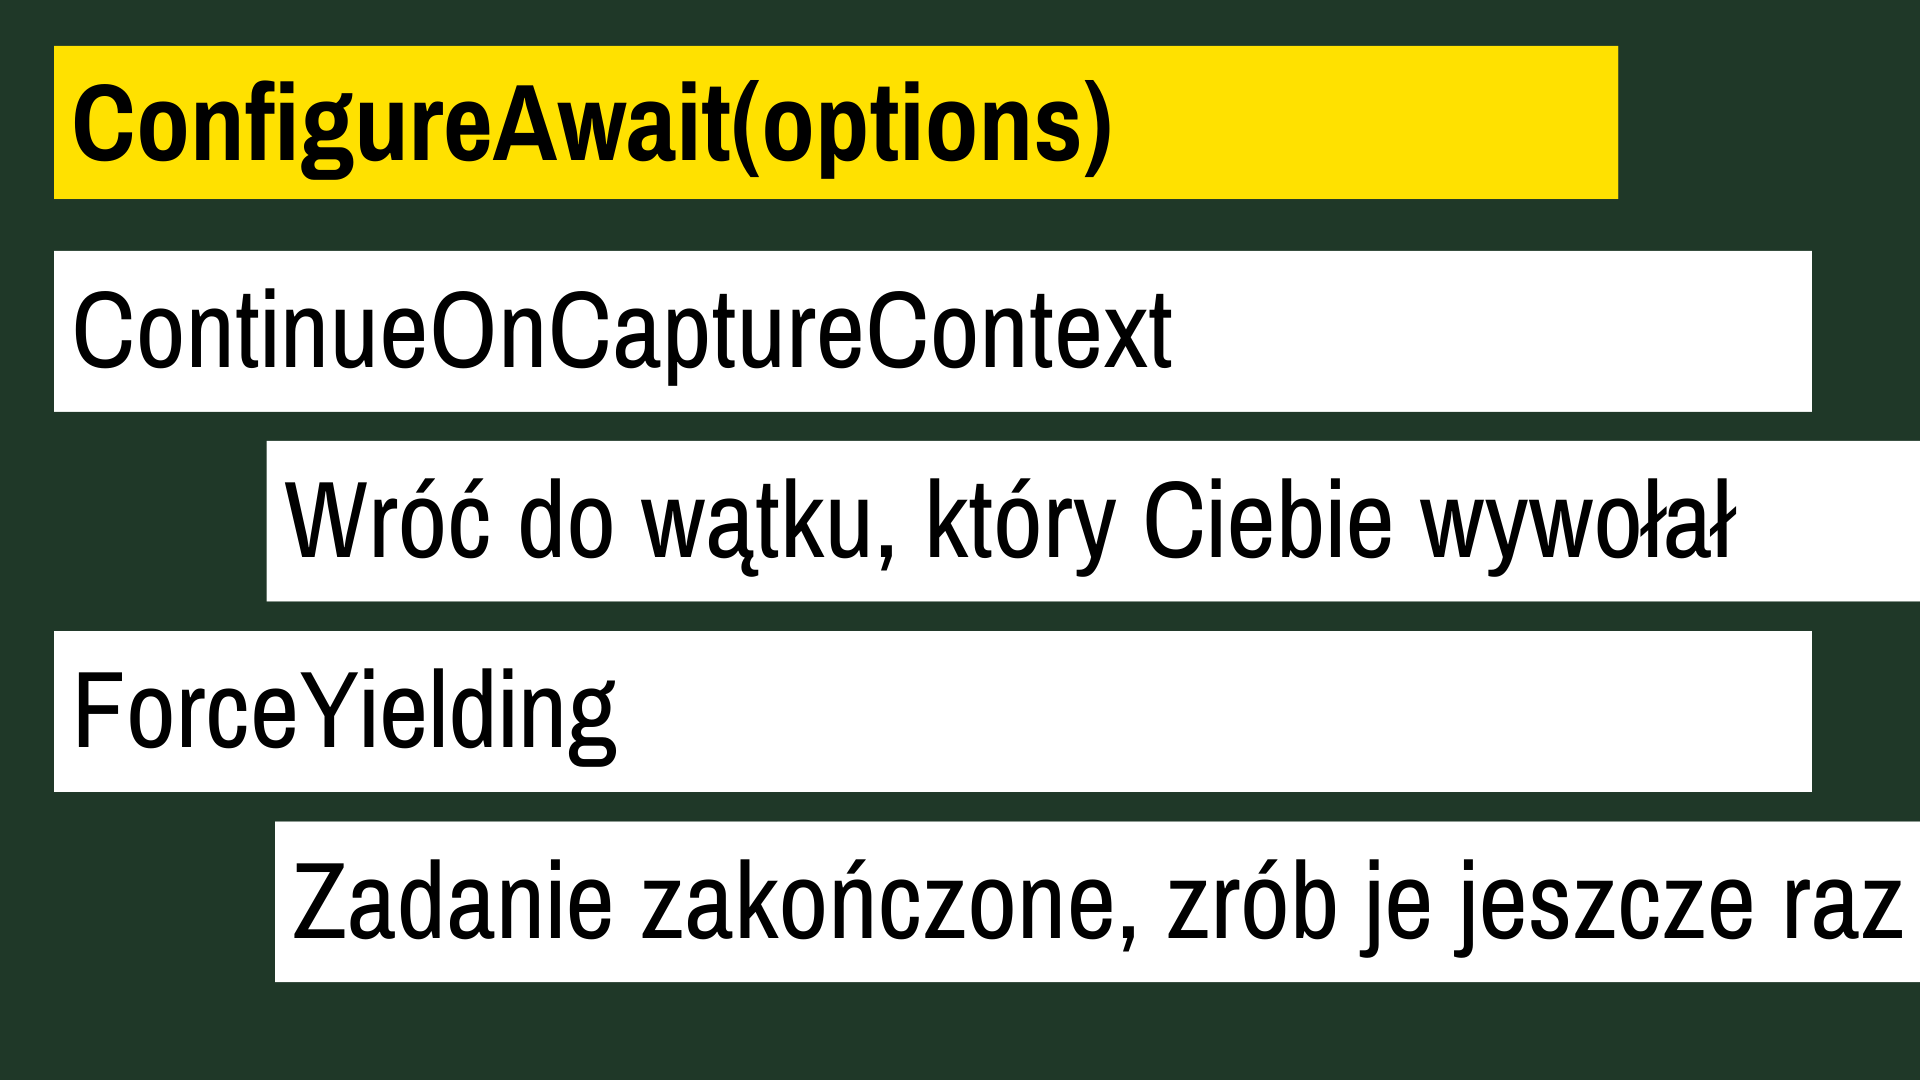 ConfigureAwait(options)
ContinueOnCaptureContext
Wróć do wątku, który Ciebie wywołał
ForceYielding
Zadanie zakończone, zrób je jeszcze raz